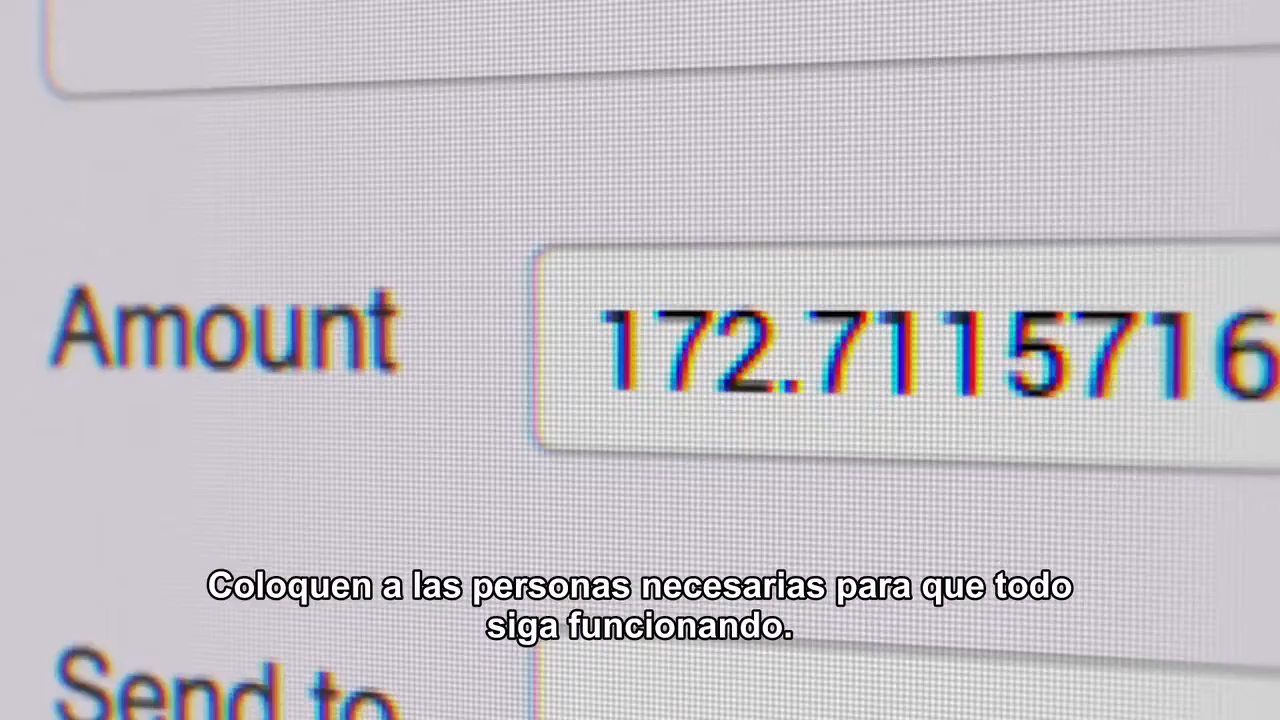 Amount
172.7115716
Coloquen a las personas necesarias para que todo
siga funcionando.
Send to